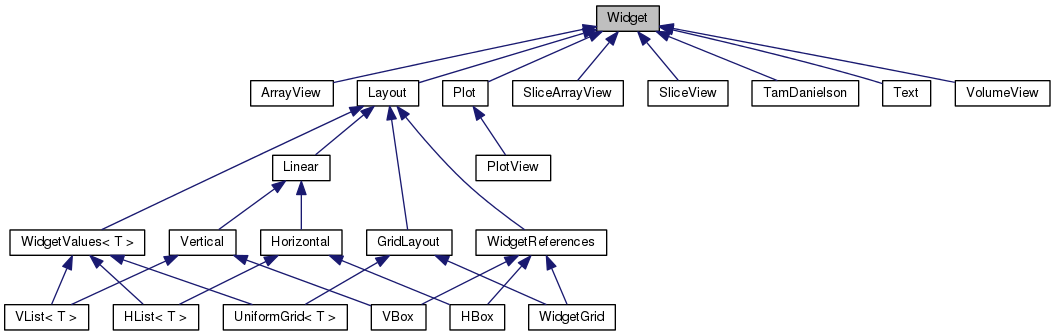 Widget
ArrayView
Layout
Plot
SliceArrayView
SliceView
TamDanielson
Text
VolumeView
Linear
PlotView
WidgetValues< T >
Vertical
Horizontal
GridLayout
WidgetReferences
VList< T >
HList< T >
UniformGrid< T >
VBox
HBox
WidgetGrid